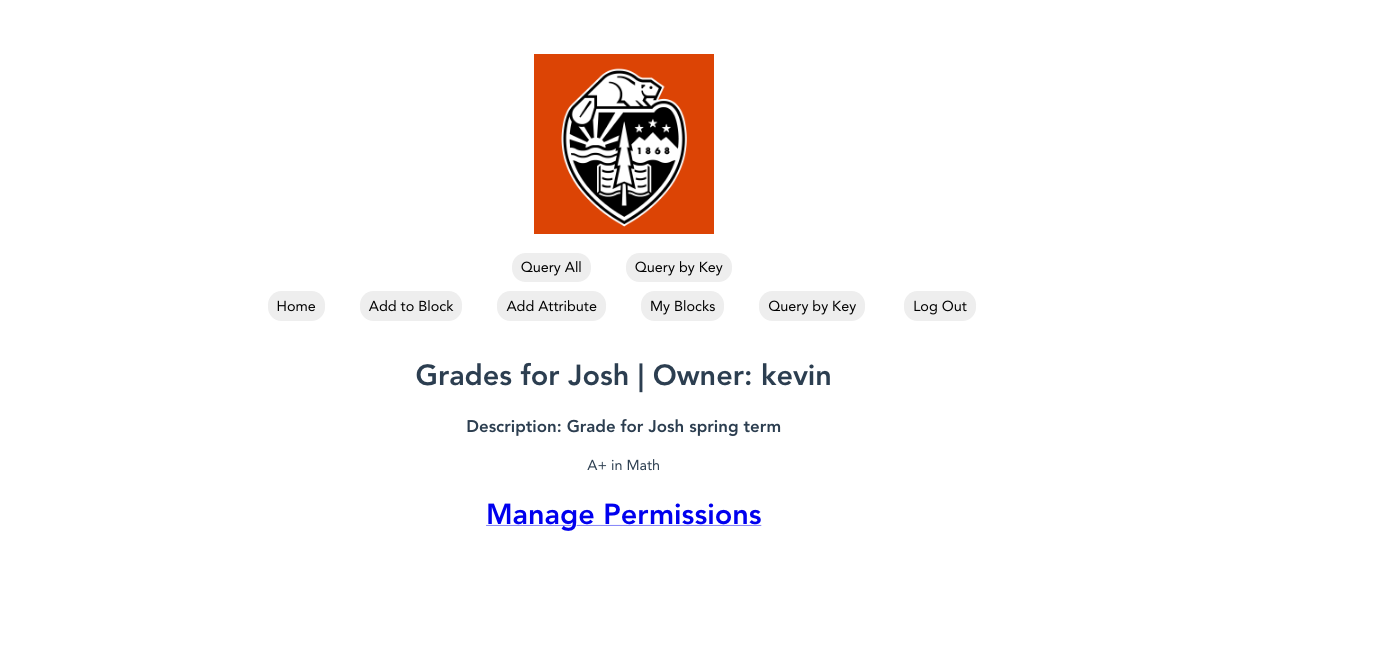 1868
Query All Query by Key
Home Add to Block Add Attribute My Blocks Query by Key Log Out
Grades for Josh | Owner: kevin
Description: Grade for Josh spring term
A+ in Math
Manage Permissions